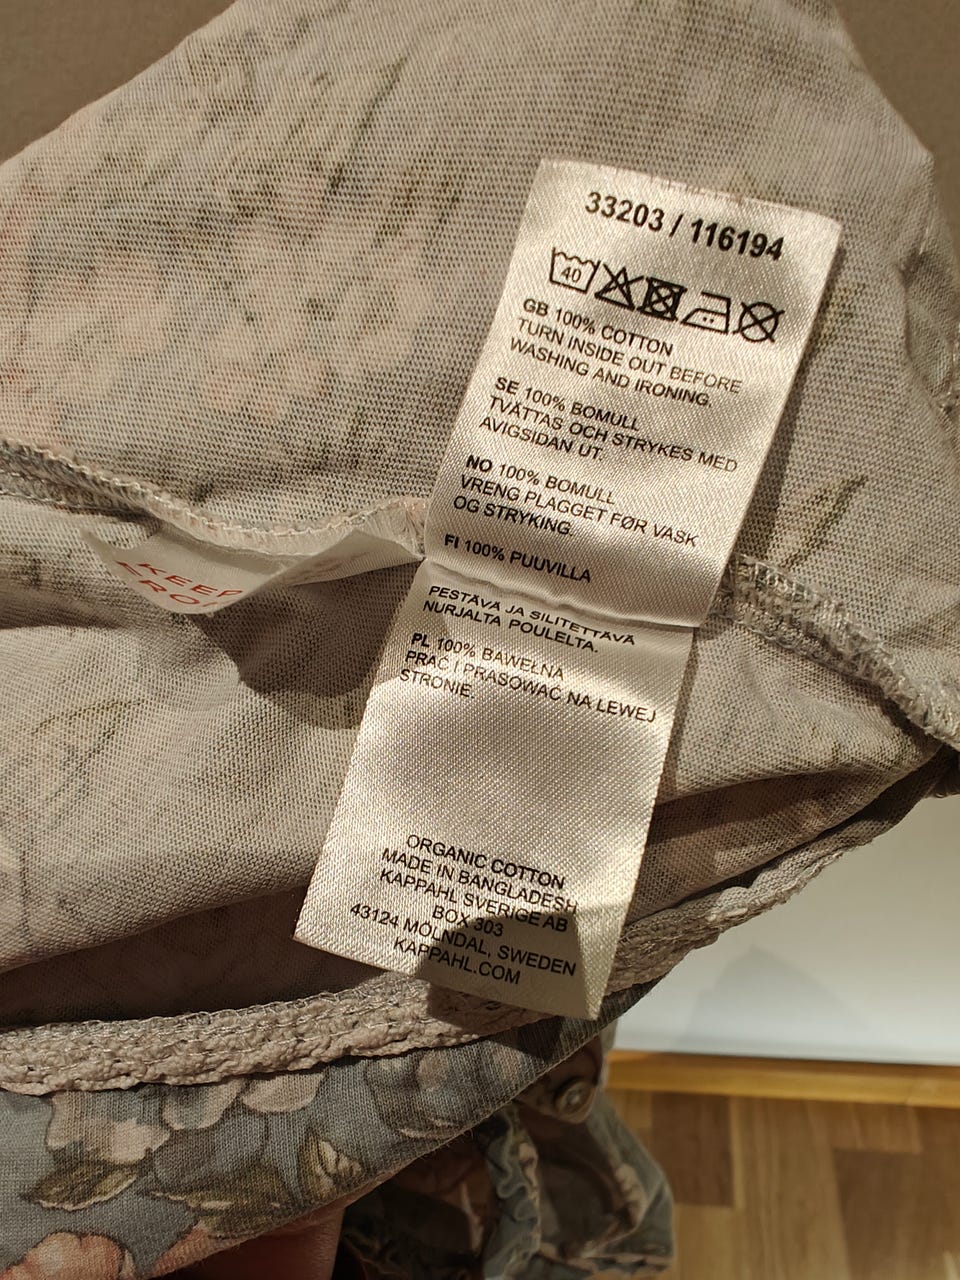 33203 / 116194
40
GB 100% COTTON
TURN INSIDE OUT BEFORE
WASHING AND IRONING.
SE 100% BOMULL
TVÄTTAS OCH STRYKES MED
AVIGSIDAN UT.
NO 100% BOMULL
VRENG PLAGGET FØR VASK
OG STRYKING.
FI 100% PUUVILLA
PESTÄVÄ JA SILITETTÄVÄ
NURJALTA POULELTA.
PL 100% BAWEŁNA
PRAĆ I PRASOWAĆ NA LEWEJ
STRONIE.
ORGANIC COTTON
MADE IN BANGLADESH
KAPPAHL SVERIGE AB
BOX 303
43124 MÖLNDAL, SWEDEN
KAPPAHL.COM
KEEP